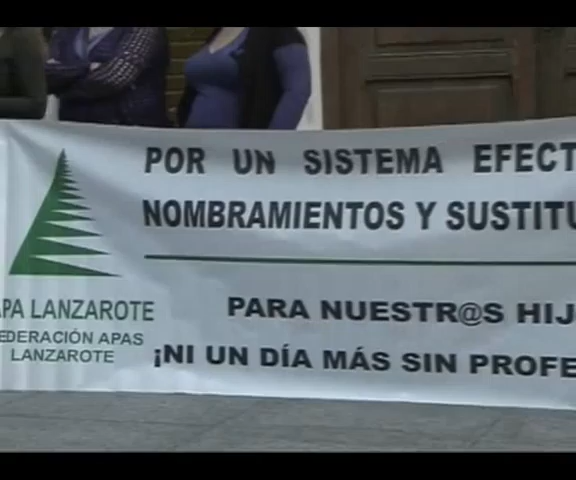 POR UN SISTEMA EFECT
NOMBRAMIENTOS Y SUSTITU
PARA NUESTR@S HIJ
¡NI UN DÍA MÁS SIN PROFE
APA LANZAROTE
EDERACIÓN APAS
LANZAROTE